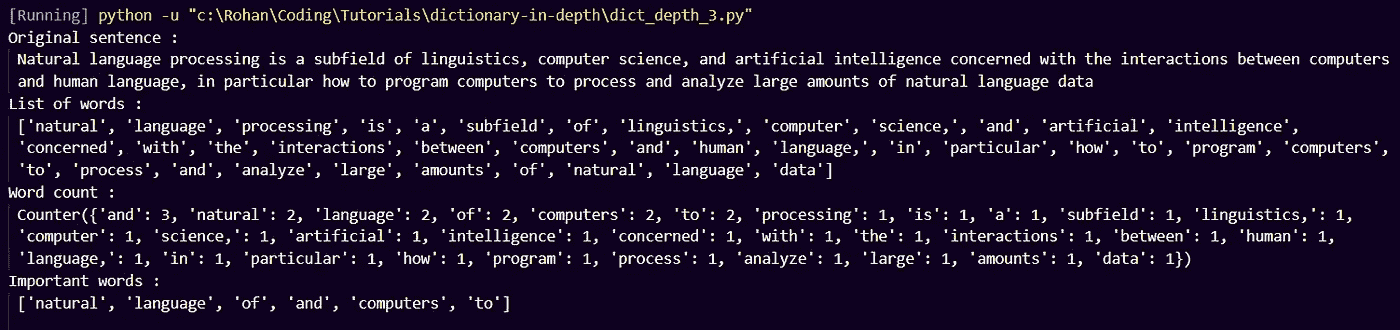 [Running] python -u "c:\Rohan\Coding\Tutorials\dictionary-in-depth\dict_depth_3.py"
Original sentence :
Natural language processing is a subfield of linguistics, computer science, and artificial intelligence concerned with the interactions between computers
and human language, in particular how to program computers to process and analyze large amounts of natural language data
List of words :
['natural', 'language', 'processing', 'is', 'a', 'subfield', 'of', 'linguistics,', 'computer', 'science,', 'and', 'artificial', 'intelligence',
'concerned', 'with', 'the', 'interactions', 'between', 'computers', 'and', 'human', 'language,', 'in', 'particular', 'how', 'to', 'program', 'computers',
'to', 'process', 'and', 'analyze', 'large', 'amounts', 'of', 'natural', 'language', 'data']
Word count :
Counter({'and': 3, 'natural': 2, 'language': 2, 'of': 2, 'computers': 2, 'to': 2, 'processing': 1, 'is': 1, 'a': 1, 'subfield': 1, 'linguistics,': 1,
'computer': 1, 'science,': 1, 'artificial': 1, 'intelligence': 1, 'concerned': 1, 'with': 1, 'the': 1, 'interactions': 1, 'between': 1, 'human': 1,
'language,': 1, 'in': 1, 'particular': 1, 'how': 1, 'program': 1, 'process': 1, 'analyze': 1, 'large': 1, 'amounts': 1, 'data': 1})
Important words :
['natural', 'language', 'of', 'and', 'computers', 'to']